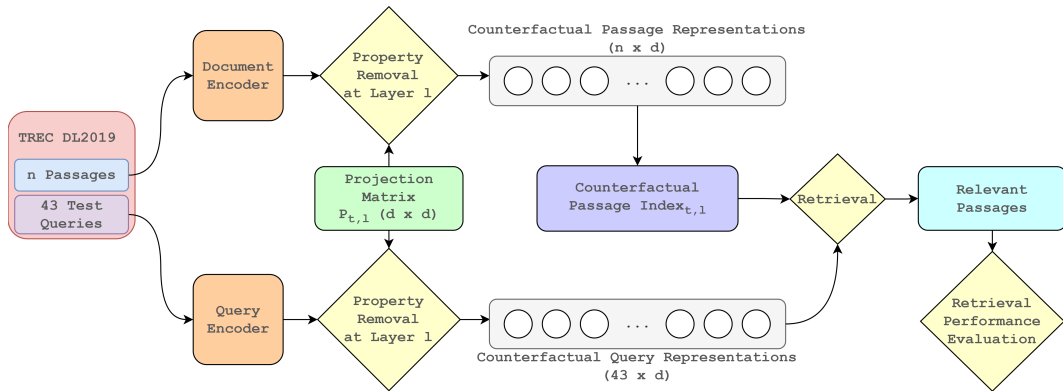 TREC DL2019
n Passages
43 Test
Queries
Document
Encoder
Property
Removal
at Layer l
Counterfactual Passage Representations
(n x d)
...
Projection
Matrix
P_{t,l} (d x d)
Counterfactual
Passage Index_{t,l}
Retrieval
Relevant
Passages
Query
Encoder
Property
Removal
at Layer l
...
Counterfactual Query Representations
(43 x d)
Retrieval
Performance
Evaluation